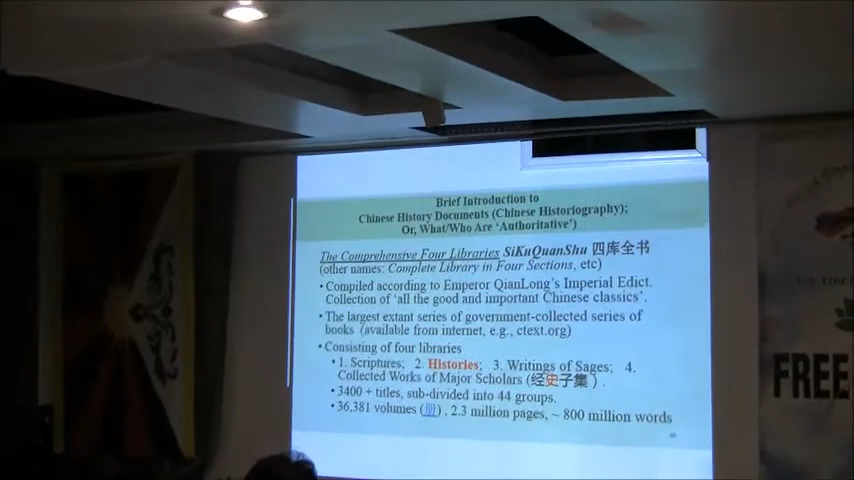 Brief Introduction to
Chinese History Documents (Chinese Historiography);
Or, What/Who Are ‘Authoritative’)
The Comprehensive Four Libraries SiKuQuanShu 四库全书
(other names: Complete Library in Four Sections, etc)
• Compiled according to Emperor QianLong's Imperial Edict.
Collection of ‘all the good and important Chinese classics’.
• The largest extant series of government-collected series of
books (available from internet, e.g., ctext.org)
• Consisting of four libraries
• 1. Scriptures; 2. Histories; 3. Writings of Sages; 4.
Collected Works of Major Scholars (经史子集).
• 3400 + titles, sub-divided into 44 groups.
• 36,381 volumes (册), 2.3 million pages, ~ 800 million words
FREE